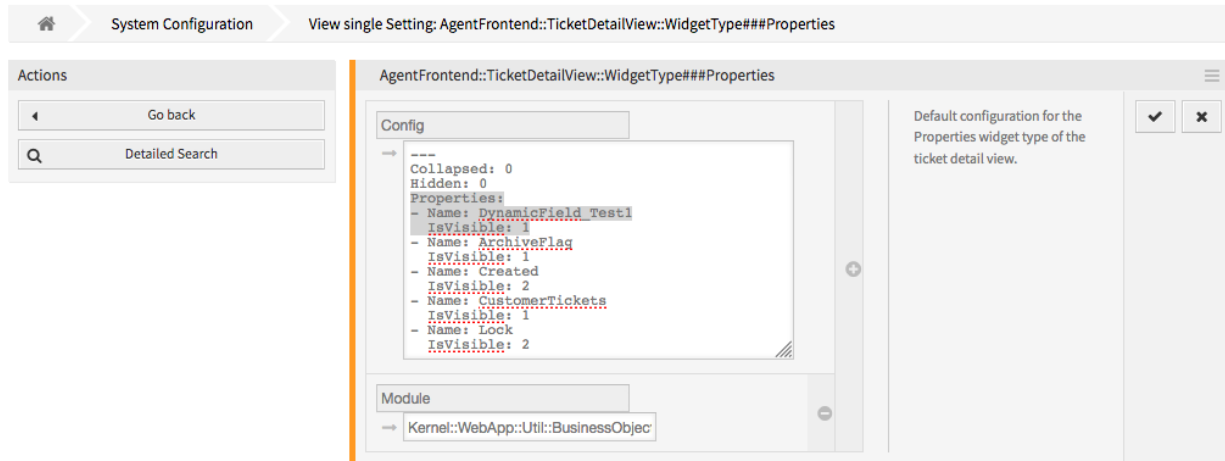 System Configuration
View single Setting: AgentFrontend::TicketDetailView::WidgetType###Properties
Actions
Go back
Detailed Search
AgentFrontend::TicketDetailView::WidgetType###Properties
Config
---
Collapsed: 0
Hidden: 0
Properties:
- Name: DynamicField_Test1
IsVisible: 1
- Name: ArchiveFlag
IsVisible: 1
- Name: Created
IsVisible: 2
- Name: CustomerTickets
IsVisible: 1
- Name: Lock
IsVisible: 2
Module
Kernel::WebApp::Util::BusinessObjec
Default configuration for the
Properties widget type of the
ticket detail view.